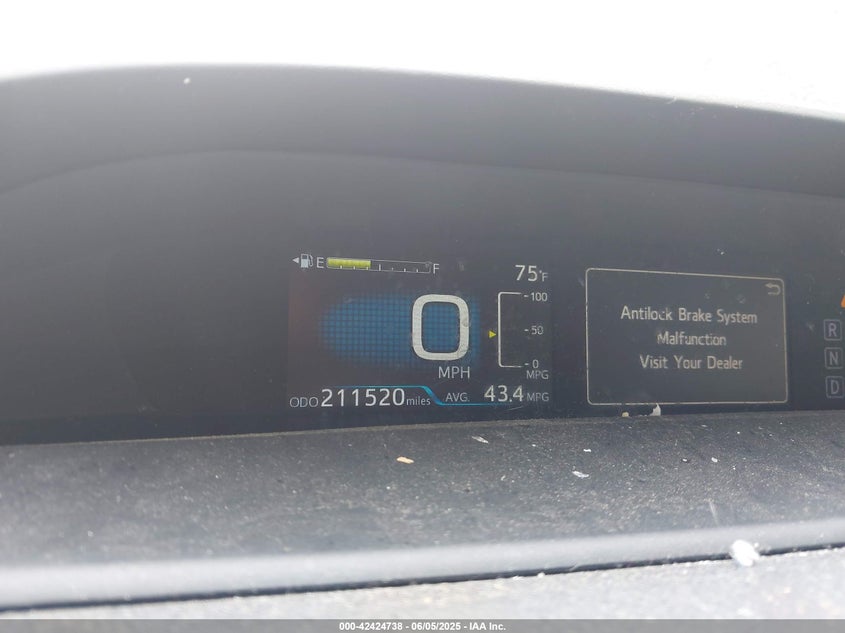 E F
75°F
0
MPH
100
50
0
MPG
ODO 211520 miles AVG. 43.4 MPG
Antilock Brake System
Malfunction
Visit Your Dealer
R
N
D
000-42424738 - 06/05/2025 - IAA Inc.